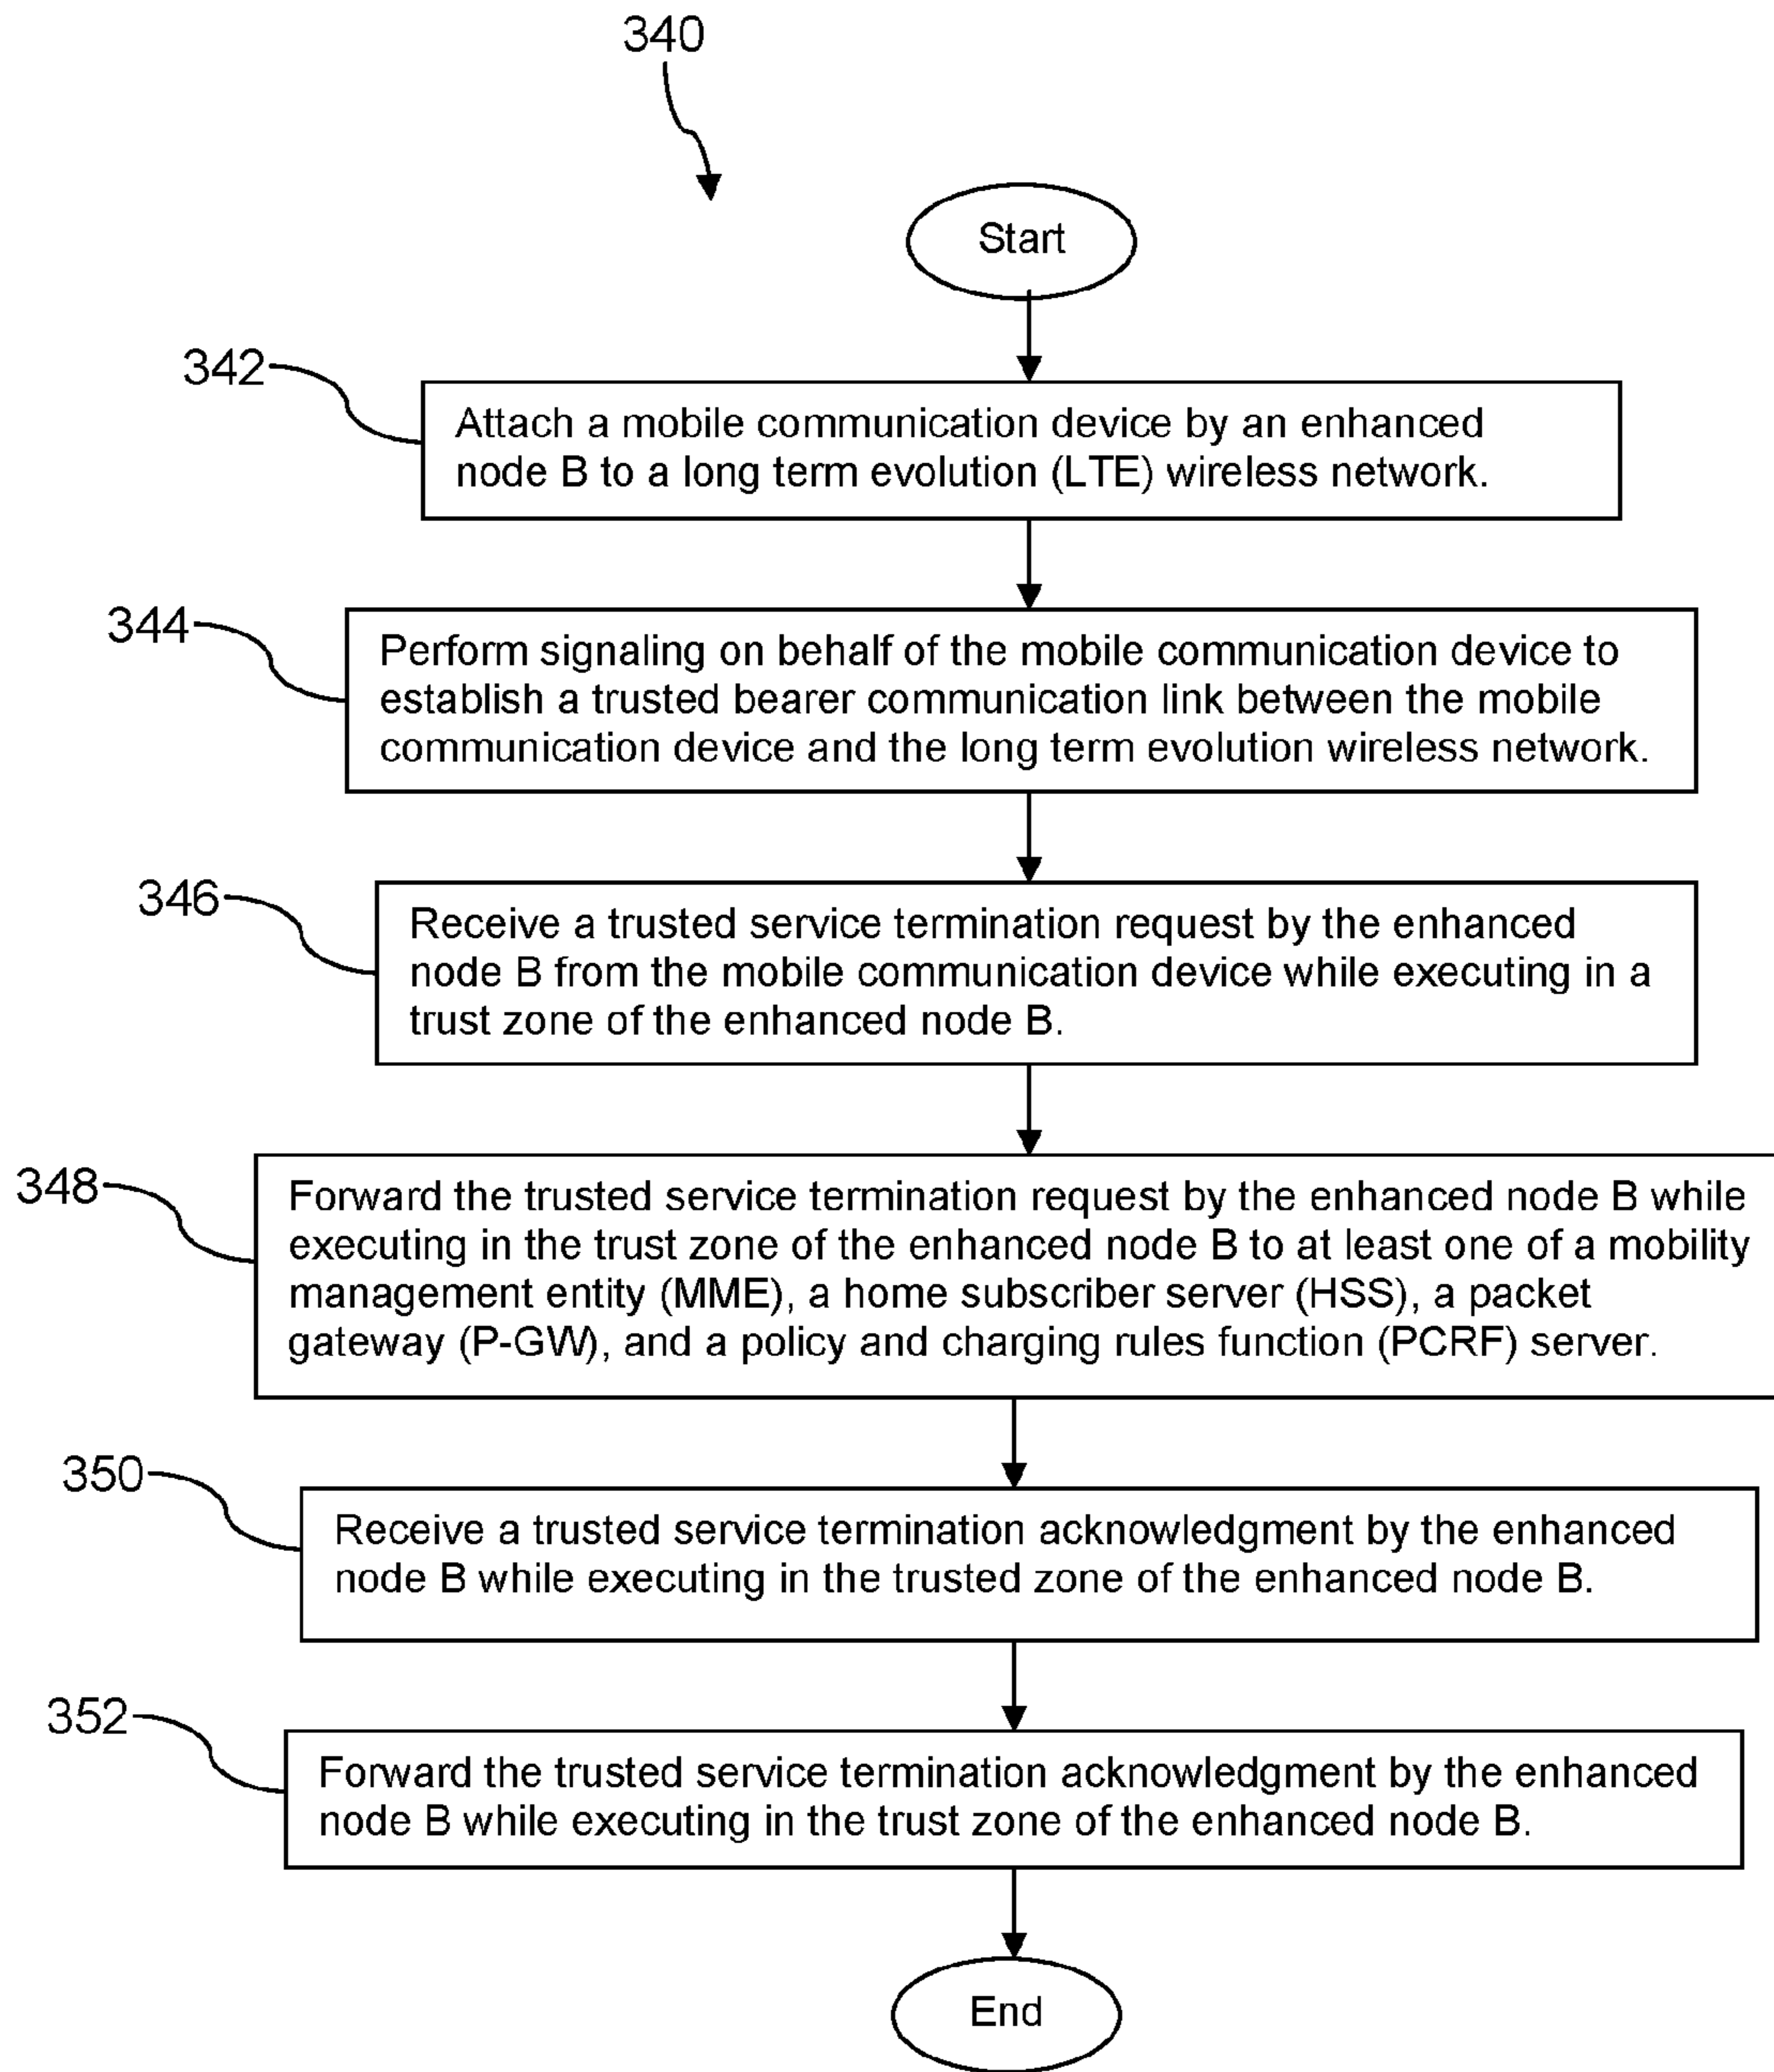 340
Start
342
Attach a mobile communication device by an enhanced
node B to a long term evolution (LTE) wireless network.
344
Perform signaling on behalf of the mobile communication device to
establish a trusted bearer communication link between the mobile
communication device and the long term evolution wireless network.
346
Receive a trusted service termination request by the enhanced
node B from the mobile communication device while executing in a
trust zone of the enhanced node B.
348
Forward the trusted service termination request by the enhanced node B while
executing in the trust zone of the enhanced node B to at least one of a mobility
management entity (MME), a home subscriber server (HSS), a packet
gateway (P-GW), and a policy and charging rules function (PCRF) server.
350
Receive a trusted service termination acknowledgment by the enhanced
node B while executing in the trusted zone of the enhanced node B.
352
Forward the trusted service termination acknowledgment by the enhanced
node B while executing in the trust zone of the enhanced node B.
End